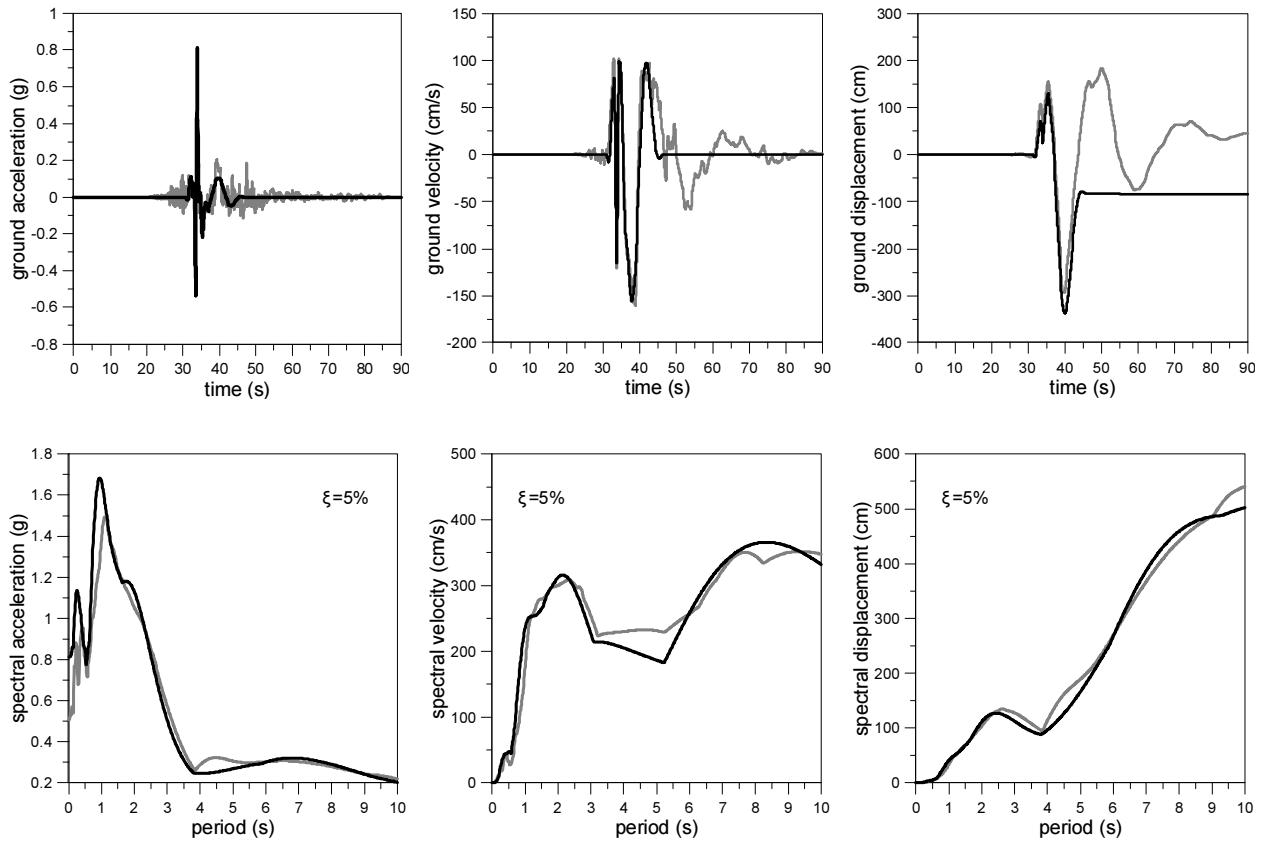 ground acceleration (g)
1
0.8
0.6
0.4
0.2
0
-0.2
-0.4
-0.6
-0.8
0 10 20 30 40 50 60 70 80 90
time (s)
ground velocity (cm/s)
150
100
50
0
-50
-100
-150
-200
0 10 20 30 40 50 60 70 80 90
time (s)
ground displacement (cm)
300
200
100
0
-100
-200
-300
-400
0 10 20 30 40 50 60 70 80 90
time (s)
spectral acceleration (g)
1.8
1.6
1.4
1.2
1
0.8
0.6
0.4
0.2
ξ=5%
0 1 2 3 4 5 6 7 8 9 10
period (s)
spectral velocity (cm/s)
500
400
300
200
100
0
ξ=5%
0 1 2 3 4 5 6 7 8 9 10
period (s)
spectral displacement (cm)
600
500
400
300
200
100
0
ξ=5%
0 1 2 3 4 5 6 7 8 9 10
period (s)